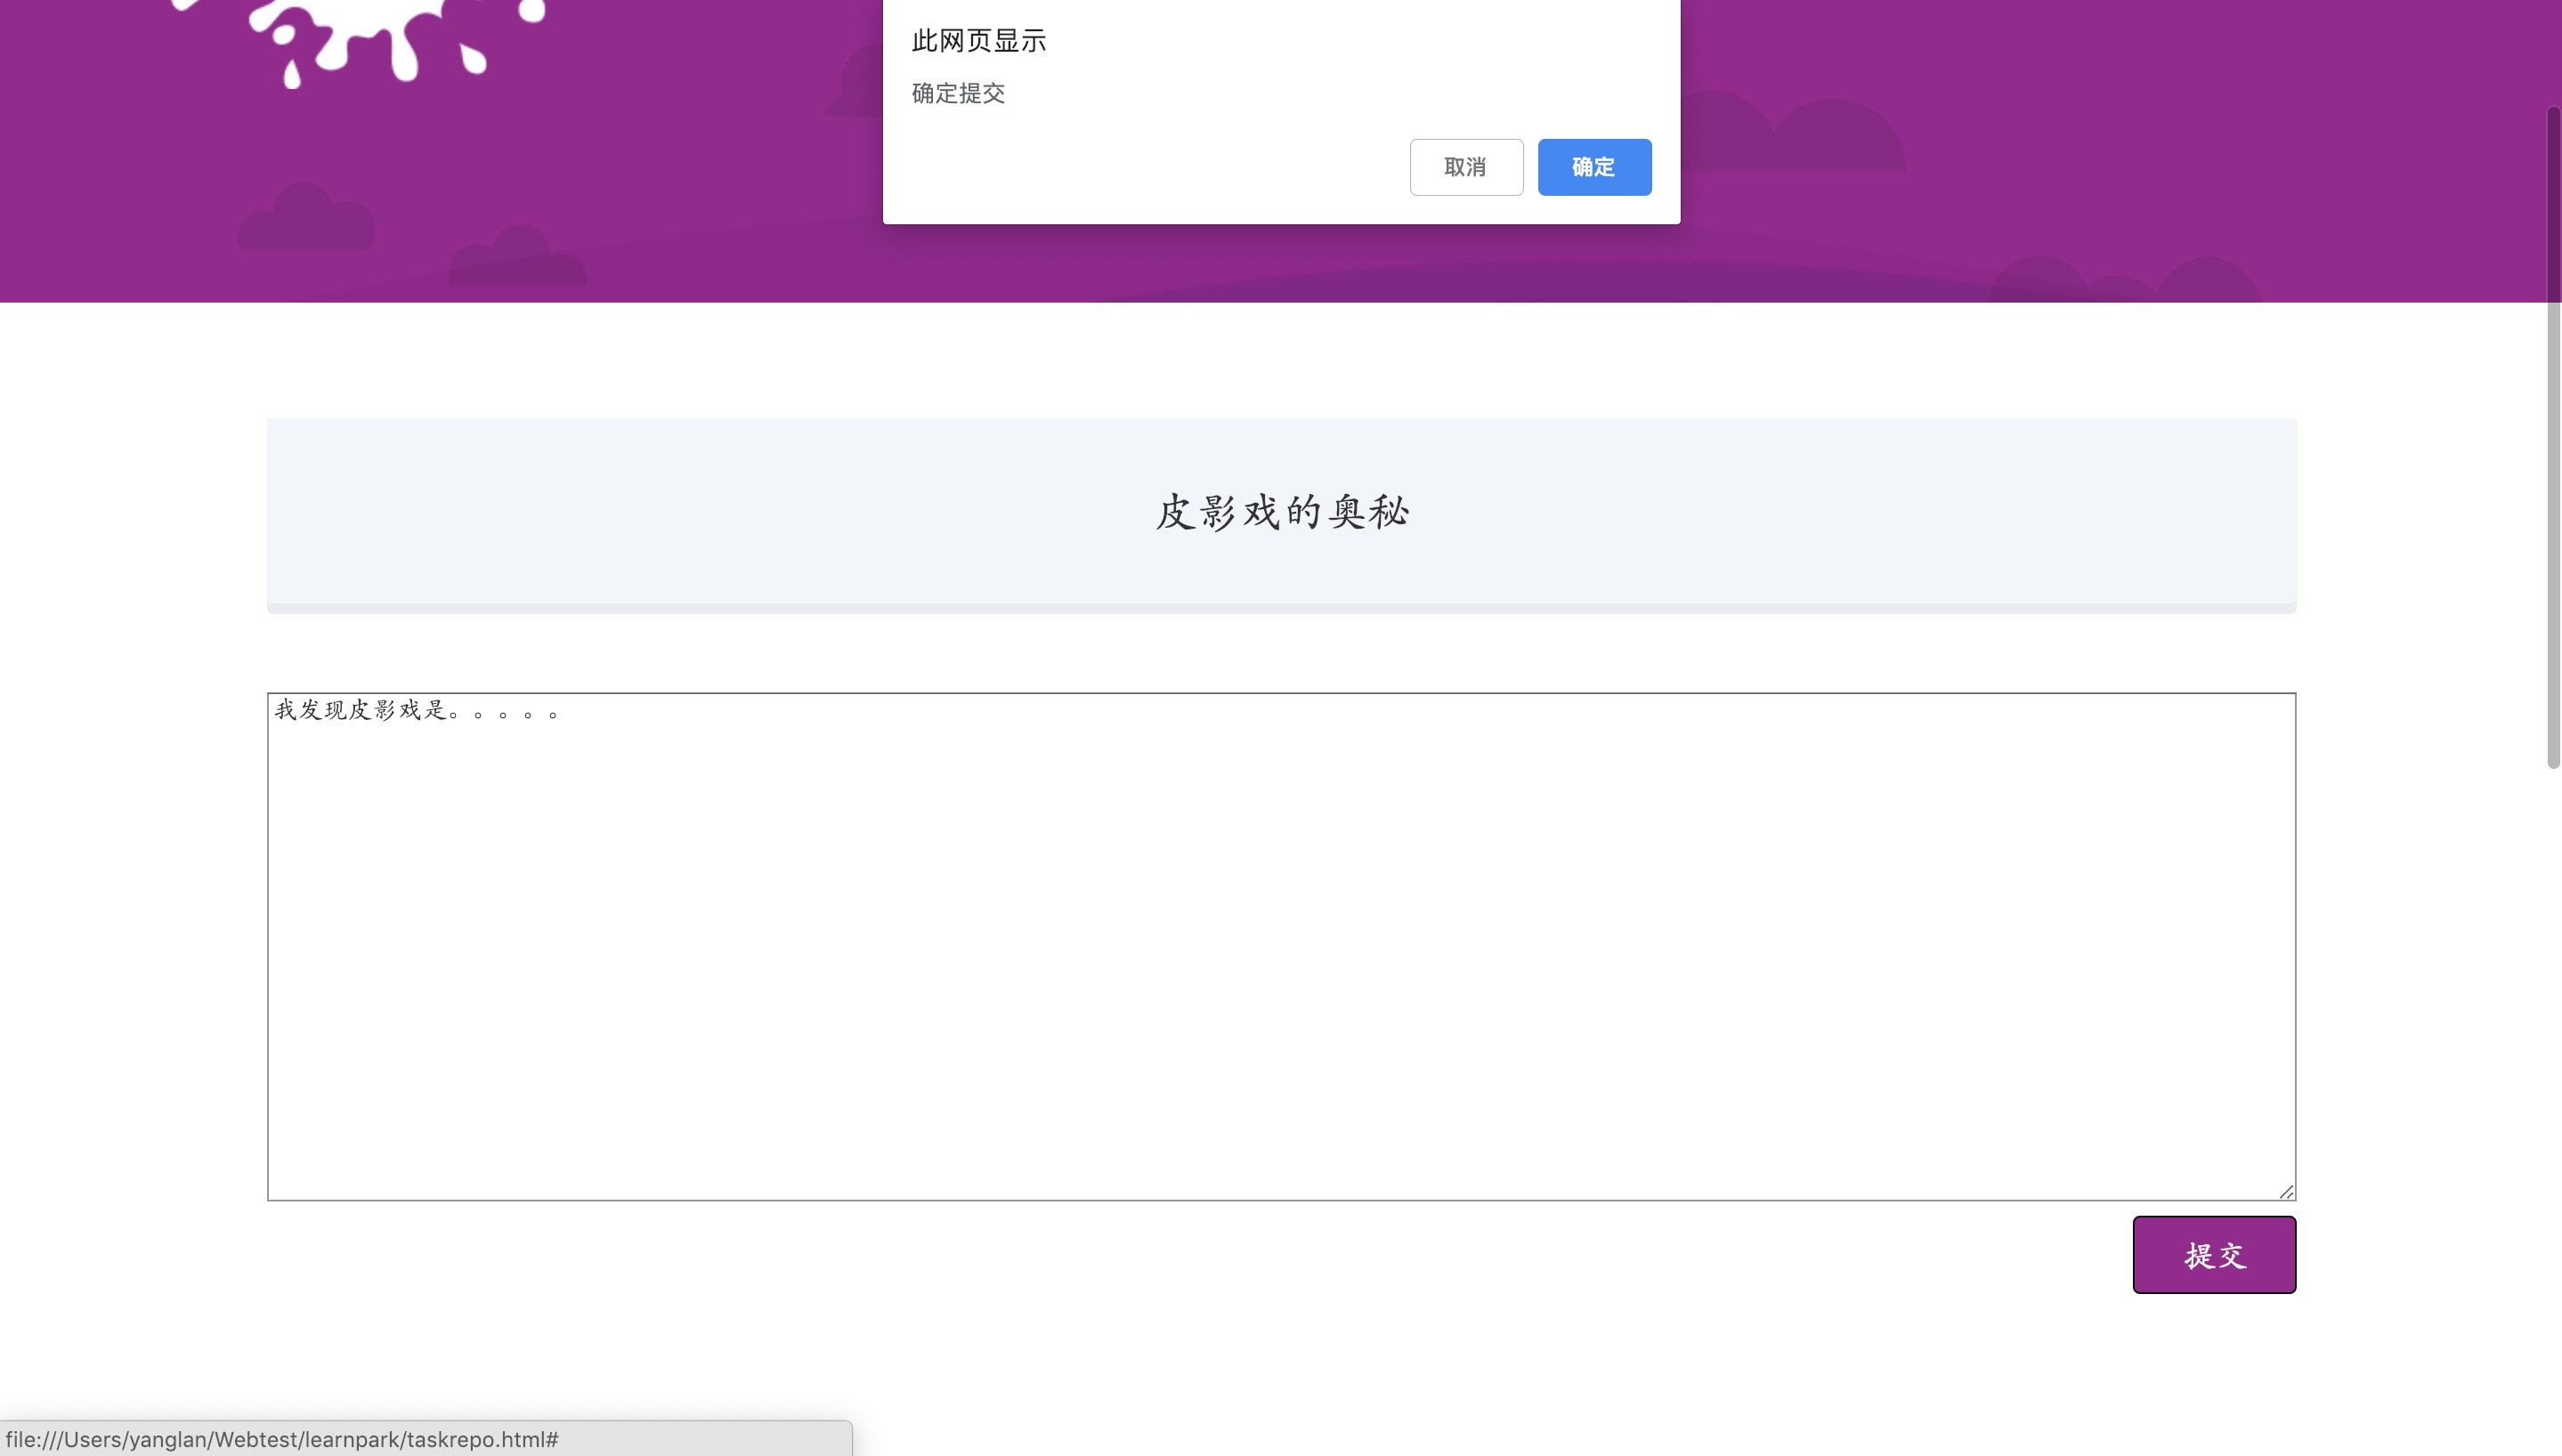 此网页显示
确定提交
取消 确定
皮影戏的奥秘
我发现皮影戏是。。。。。
提交
file:///Users/yanglan/Webtest/learnpark/taskrepo.html#